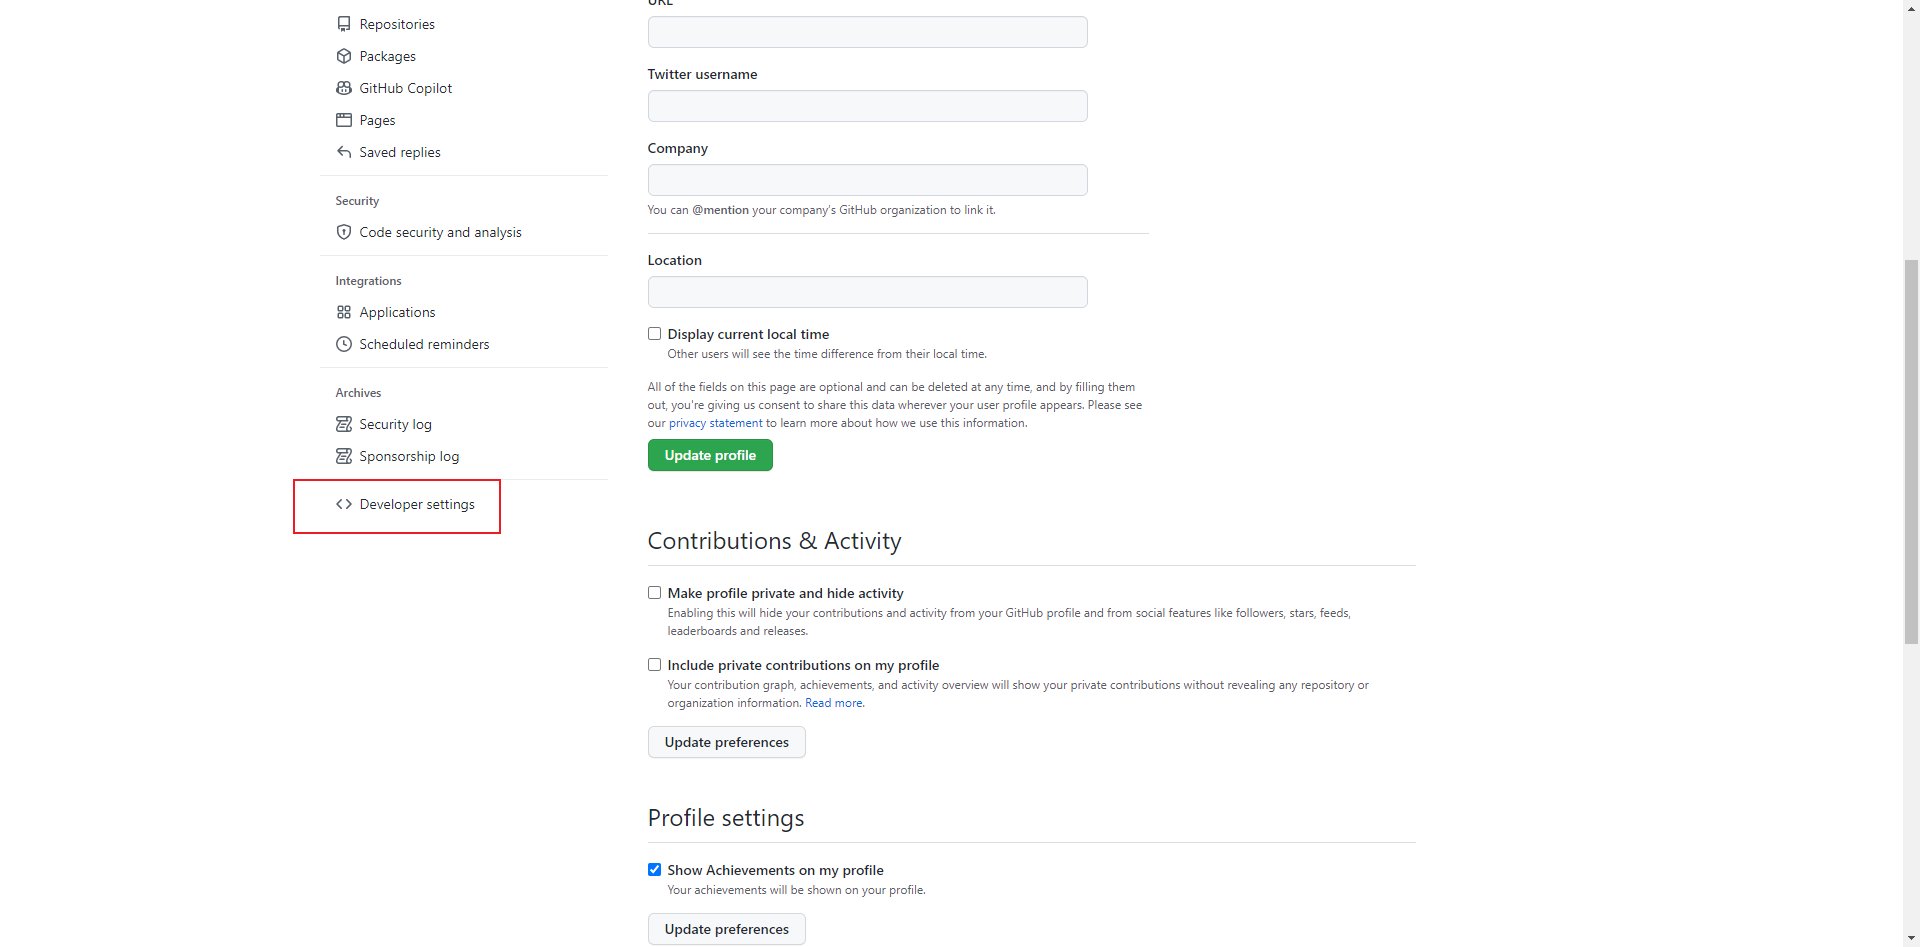 Repositories
Packages
GitHub Copilot
Pages
Saved replies
Security
Code security and analysis
Integrations
Applications
Scheduled reminders
Archives
Security log
Sponsorship log
Developer settings
URL
Twitter username
Company
You can @mention your company's GitHub organization to link it.
Location
Display current local time
Other users will see the time difference from their local time.
All of the fields on this page are optional and can be deleted at any time, and by filling them
out, you're giving us consent to share this data wherever your user profile appears. Please see
our privacy statement to learn more about how we use this information.
Update profile
Contributions & Activity
Make profile private and hide activity
Enabling this will hide your contributions and activity from your GitHub profile and from social features like followers, stars, feeds,
leaderboards and releases.
Include private contributions on my profile
Your contribution graph, achievements, and activity overview will show your private contributions without revealing any repository or
organization information. Read more.
Update preferences
Profile settings
Show Achievements on my profile
Your achievements will be shown on your profile.
Update preferences